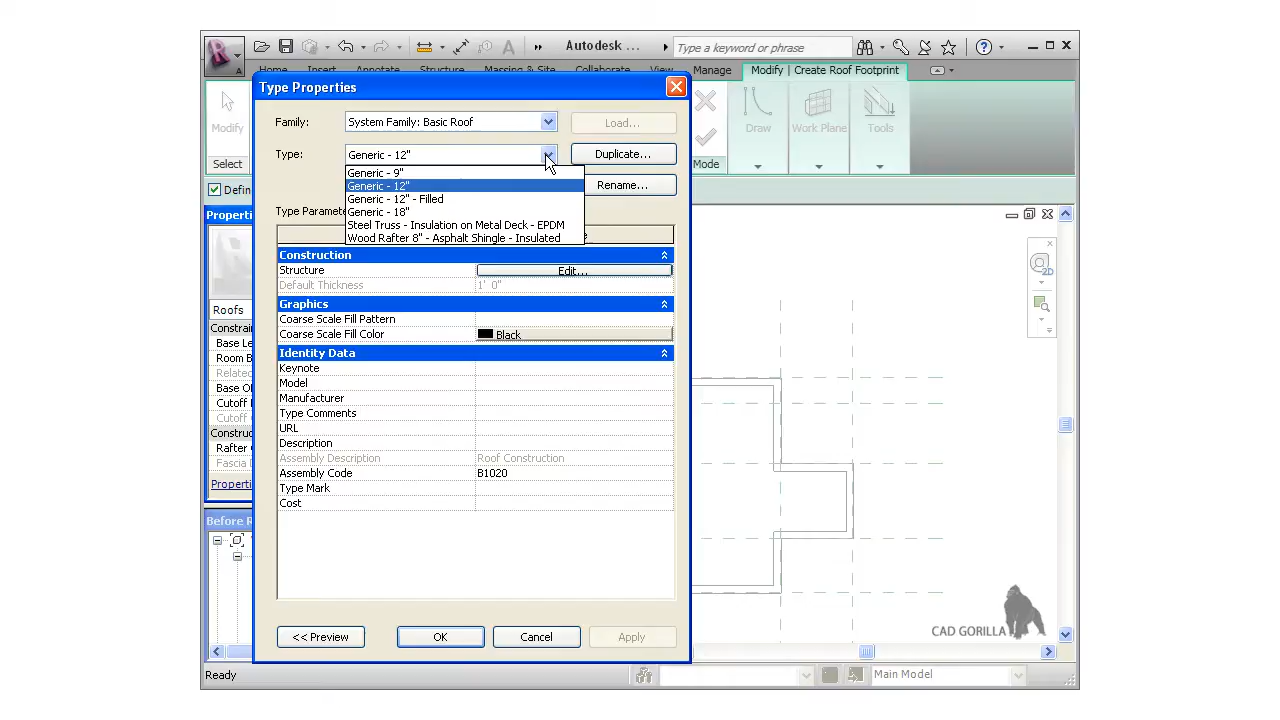 Autodesk ...
Type a keyword or phrase
Home Insert Annotate Structure Massing & Site Collaborate View Manage Modify | Create Roof Footprint
Modify
Select
Mode
Draw
Work Plane
Tools
Defin
Type Properties
Family: System Family: Basic Roof Load...
Type: Generic - 12" Duplicate...
Rename...
Generic - 9"
Generic - 12"
Generic - 12" - Filled
Generic - 18"
Steel Truss - Insulation on Metal Deck - EPDM
Wood Rafter 8" - Asphalt Shingle - Insulated
Type Paramete
Construction
Structure Edit...
Default Thickness 1' 0"
Graphics
Coarse Scale Fill Pattern
Coarse Scale Fill Color Black
Identity Data
Keynote
Model
Manufacturer
Type Comments
URL
Description
Assembly Description Roof Construction
Assembly Code B1020
Type Mark
Cost
<< Preview OK Cancel Apply
Properti
Roofs
Constrai
Base Le
Room B
Related
Base Of
Cutoff
Cutoff
Construc
Rafter
Fascia D
Properti
Before R
2D
CAD GORILLA
Ready
Main Model